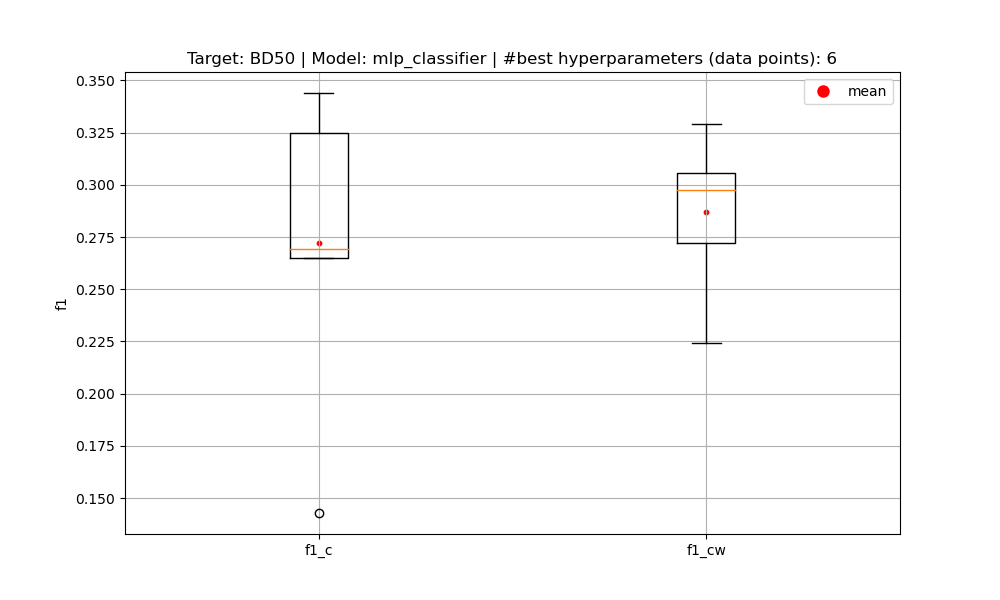 Target: BD50 | Model: mlp_classifier | #best hyperparameters (data points): 6
mean
0.350
0.325
0.300
0.275
0.250
0.225
0.200
0.175
0.150
f1
f1_c
f1_cw